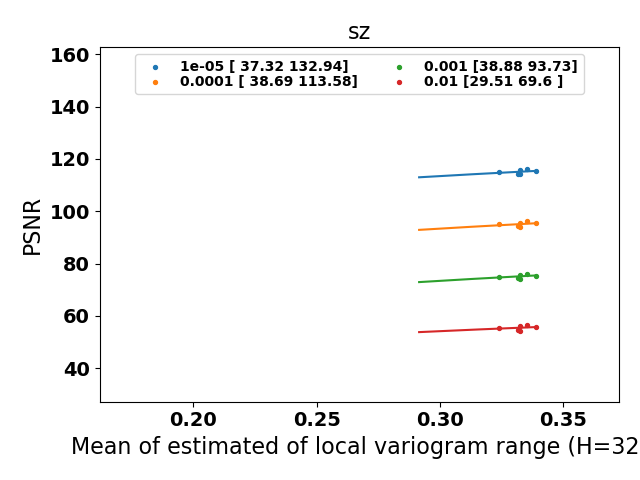 sz
1e-05 [ 37.32 132.94]
0.0001 [ 38.69 113.58]
0.001 [38.88 93.73]
0.01 [29.51 69.6 ]
160
140
120
100
80
60
40
PSNR
0.20 0.25 0.30 0.35
Mean of estimated of local variogram range (H=32